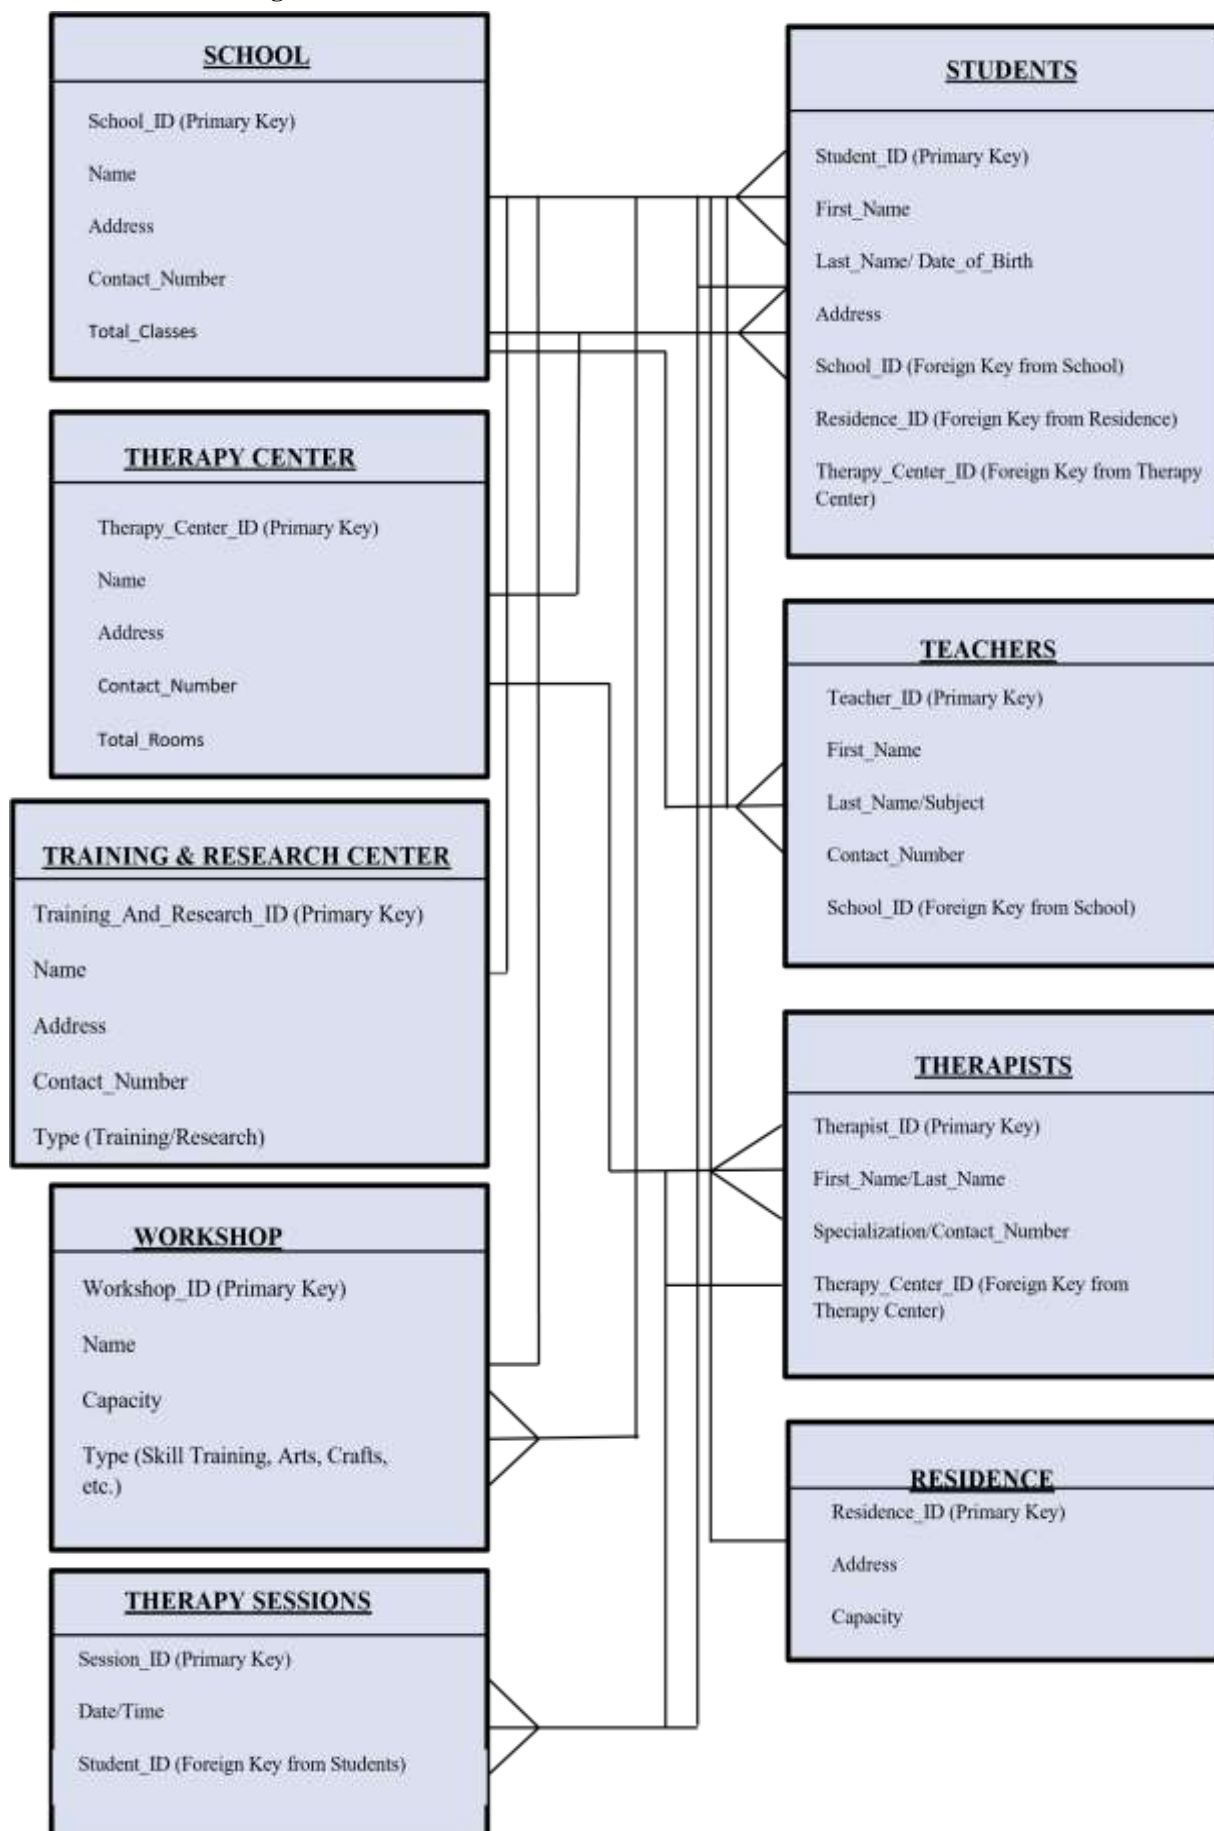 SCHOOL
School_ID (Primary Key)
Name
Address
Contact_Number
Total_Classes
THERAPY CENTER
Therapy_Center_ID (Primary Key)
Name
Address
Contact_Number
Total_Rooms
TRAINING & RESEARCH CENTER
Training_And_Research_ID (Primary Key)
Name
Address
Contact_Number
Type (Training/Research)
WORKSHOP
Workshop_ID (Primary Key)
Name
Capacity
Type (Skill Training, Arts, Crafts,
etc.)
THERAPY SESSIONS
Session_ID (Primary Key)
Date/Time
Student_ID (Foreign Key from Students)
STUDENTS
Student_ID (Primary Key)
First_Name
Last_Name/ Date_of_Birth
Address
School_ID (Foreign Key from School)
Residence_ID (Foreign Key from Residence)
Therapy_Center_ID (Foreign Key from Therapy
Center)
TEACHERS
Teacher_ID (Primary Key)
First_Name
Last_Name/Subject
Contact_Number
School_ID (Foreign Key from School)
THERAPISTS
Therapist_ID (Primary Key)
First_Name/Last_Name
Specialization/Contact_Number
Therapy_Center_ID (Foreign Key from
Therapy Center)
RESIDENCE
Residence_ID (Primary Key)
Address
Capacity